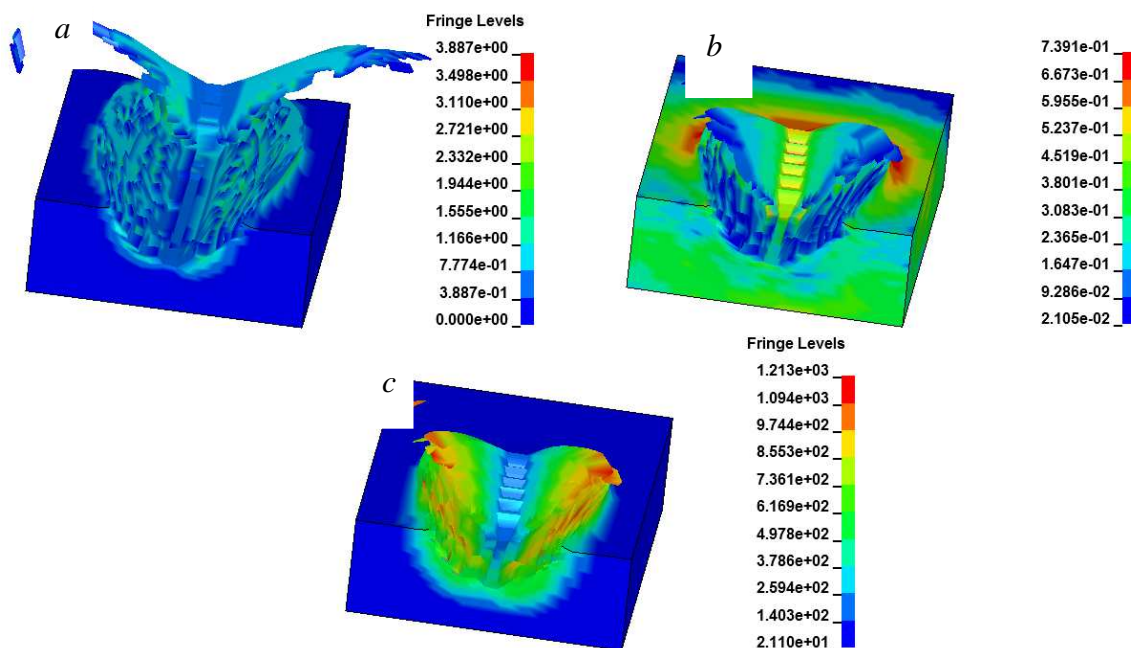 a
Fringe Levels
3.887e+00
3.498e+00
3.110e+00
2.721e+00
2.332e+00
1.944e+00
1.555e+00
1.166e+00
7.774e-01
3.887e-01
0.000e+00
b
7.391e-01
6.673e-01
5.955e-01
5.237e-01
4.519e-01
3.801e-01
3.083e-01
2.365e-01
1.647e-01
9.286e-02
2.105e-02
c
Fringe Levels
1.213e+03
1.094e+03
9.744e+02
8.553e+02
7.361e+02
6.169e+02
4.978e+02
3.786e+02
2.594e+02
1.403e+02
2.110e+01